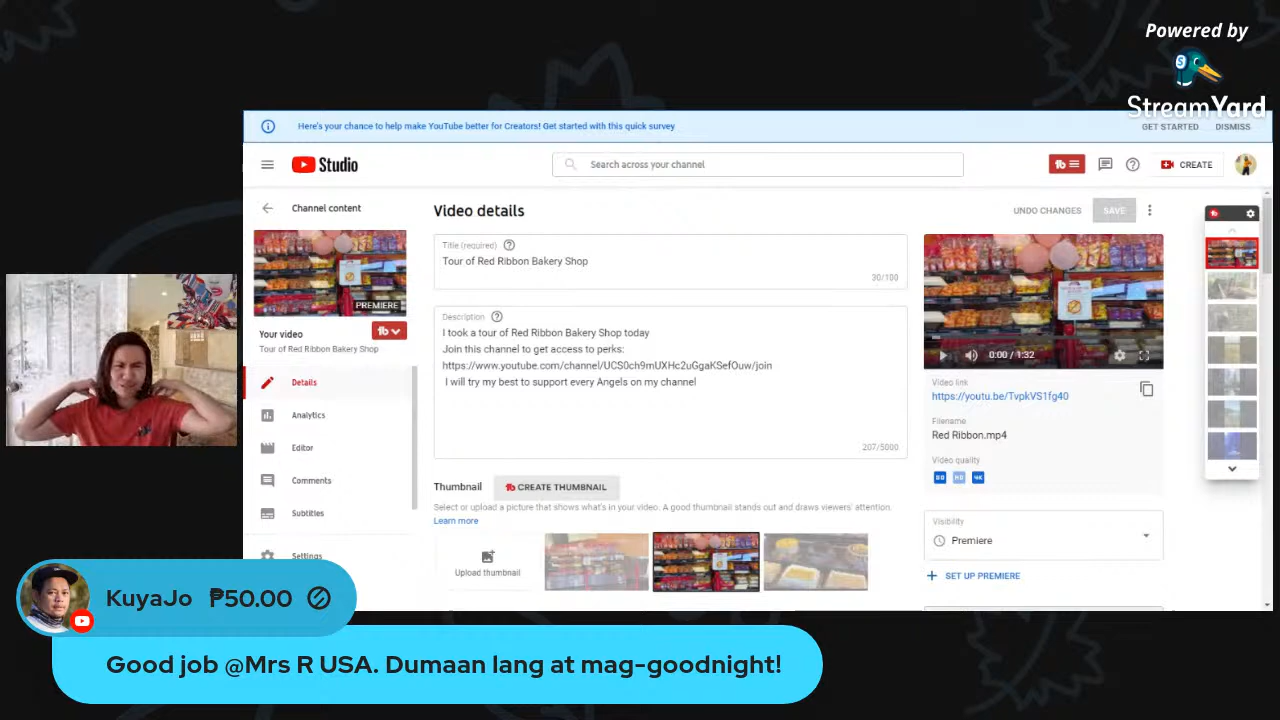 Powered by
StreamYard
Here's your chance to help make YouTube better for Creators! Get started with this quick survey
GET STARTED
DISMISS
Studio
Search across your channel
CREATE
Channel content
PREMIERE
Your video
Tour of Red Ribbon Bakery Shop
Details
Analytics
Editor
Comments
Subtitles
Settings
Video details
UNDO CHANGES
SAVE
Title (required)
Tour of Red Ribbon Bakery Shop
30/100
Description
I took a tour of Red Ribbon Bakery Shop today
Join this channel to get access to perks:
https://www.youtube.com/channel/UCS0ch9mUXHc2uGgaKSefOuw/join
I will try my best to support every Angels on my channel
207/5000
Thumbnail
CREATE THUMBNAIL
Select or upload a picture that shows what's in your video. A good thumbnail stands out and draws viewers' attention.
Learn more
Upload thumbnail
0:00 / 1:32
Video link
https://youtu.be/TvpkVS1fg40
Filename
Red Ribbon.mp4
Video quality
SD HD 4K
Visibility
Premiere
SET UP PREMIERE
KuyaJo ₱50.00
Good job @Mrs R USA. Dumaan lang at mag-goodnight!